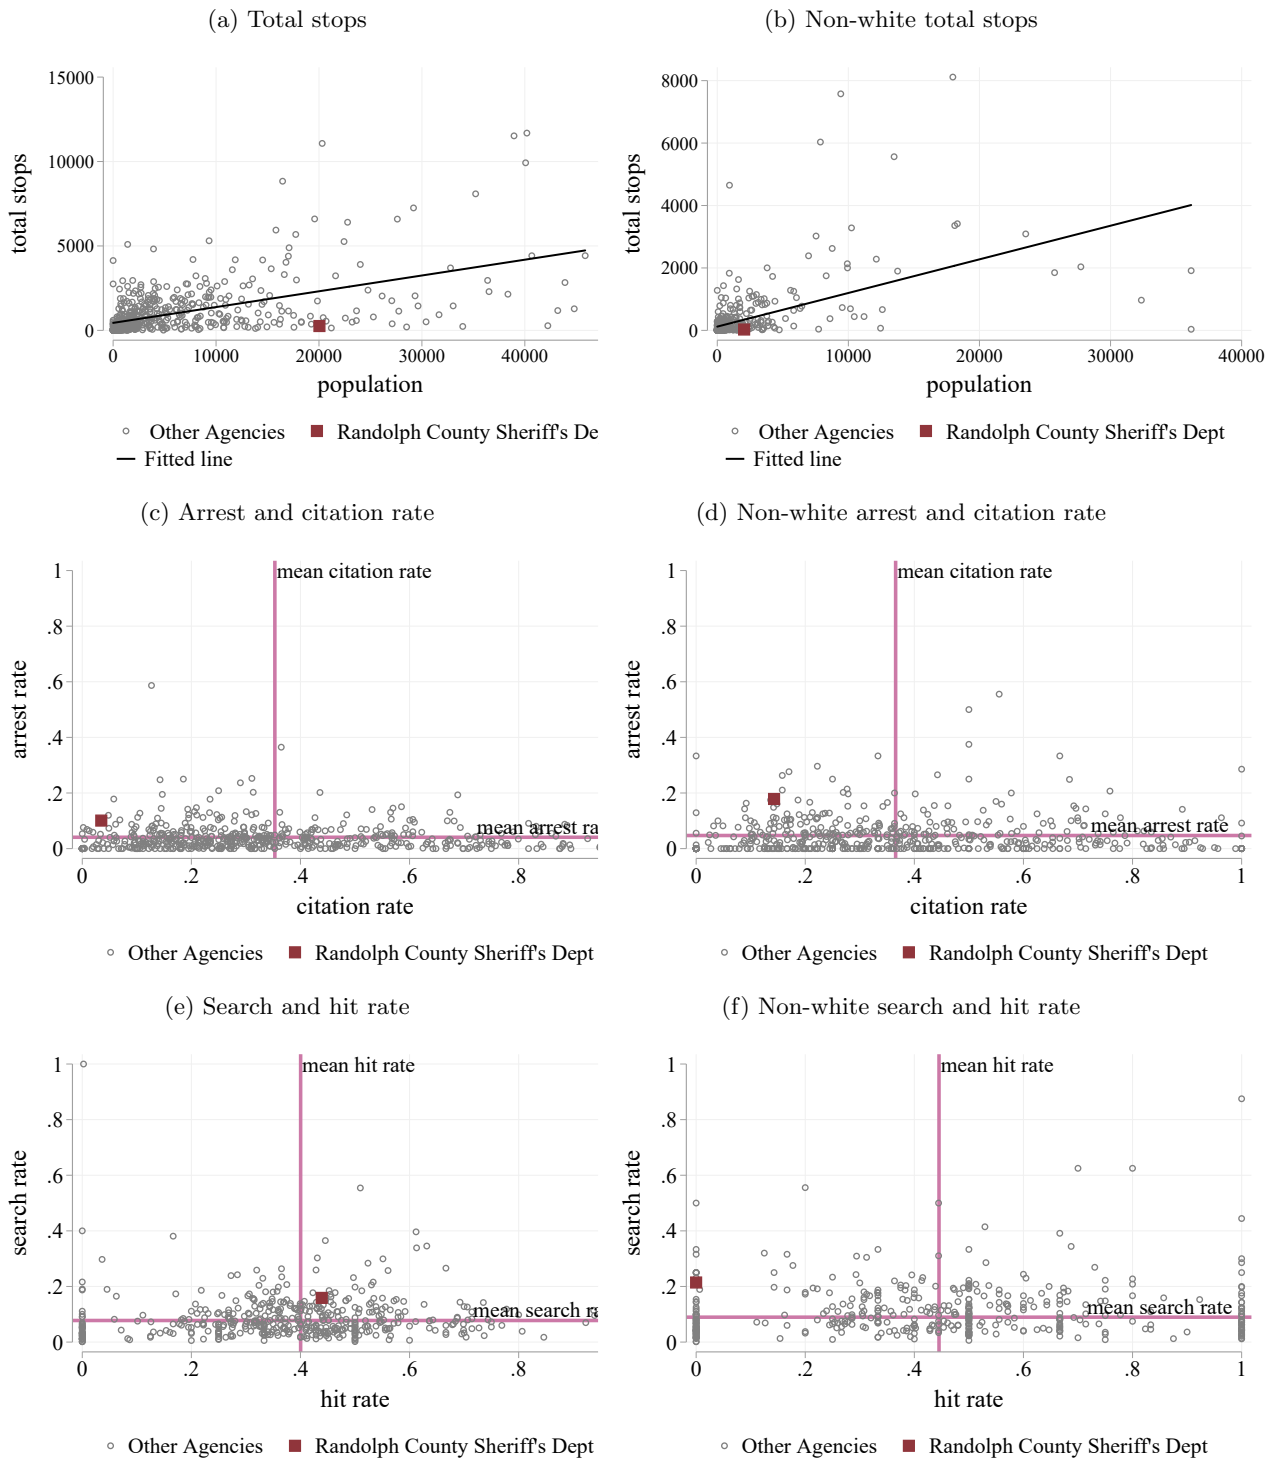 (a) Total stops
(b) Non-white total stops
15000
10000
5000
0
total stops
0 10000 20000 30000 40000
population
Other Agencies Randolph County Sheriff's De
Fitted line
8000
6000
4000
2000
0
total stops
0 10000 20000 30000 40000
population
Other Agencies Randolph County Sheriff's Dept
Fitted line
(c) Arrest and citation rate
(d) Non-white arrest and citation rate
mean citation rate
1
.8
.6
.4
.2
0
arrest rate
mean arrest ra
0 .2 .4 .6 .8
citation rate
Other Agencies Randolph County Sheriff's Dept
mean citation rate
1
.8
.6
.4
.2
0
arrest rate
mean arrest rate
0 .2 .4 .6 .8 1
citation rate
Other Agencies Randolph County Sheriff's Dept
(e) Search and hit rate
(f) Non-white search and hit rate
mean hit rate
1
.8
.6
.4
.2
0
search rate
mean search ra
0 .2 .4 .6 .8
hit rate
Other Agencies Randolph County Sheriff's Dept
mean hit rate
1
.8
.6
.4
.2
0
search rate
mean search rate
0 .2 .4 .6 .8 1
hit rate
Other Agencies Randolph County Sheriff's Dept